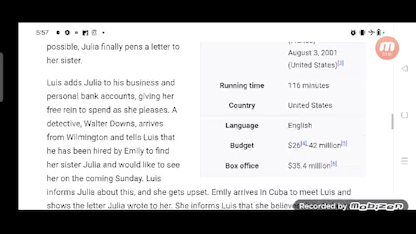 5:57
possible, Julia finally pens a letter to
her sister.
Luis adds Julia to his business and
personal bank accounts, giving her
free rein to spend as she pleases. A
detective, Walter Downs, arrives
from Wilmington and tells Luis that
he has been hired by Emily to find
her sister Julia and would like to see
her on the coming Sunday. Luis
informs Julia about this, and she gets upset. Emily arrives in Cuba to meet Luis and
shows the letter Julia wrote to her. She informs Luis that she believe
August 3, 2001
(United States)[3]
Running time 116 minutes
Country United States
Language English
Budget
Box office $35.4 million
Recorded by
Mobizen